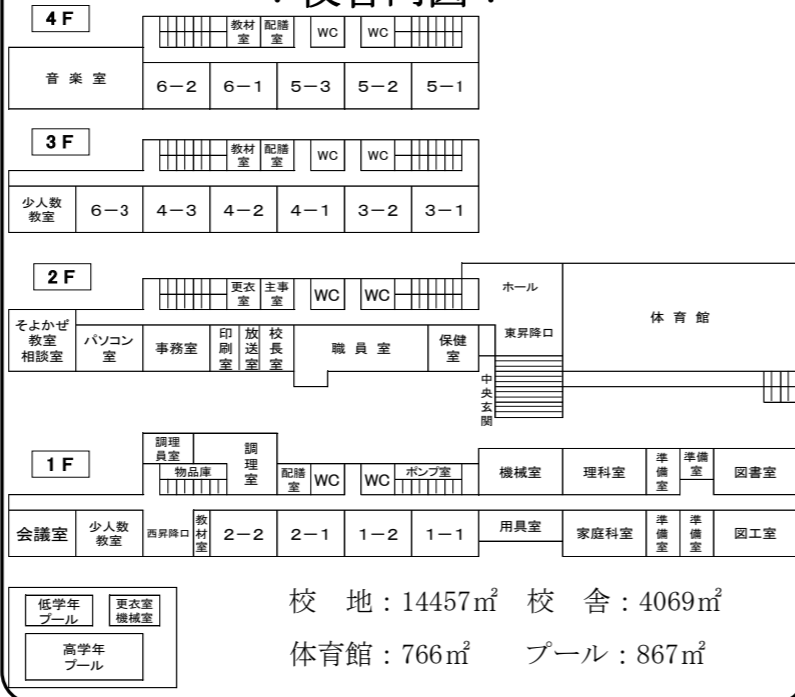 4F
教材室
配膳室
WC
WC
音楽室
6-2
6-1
5-3
5-2
5-1
3F
教材室
配膳室
WC
WC
少人数教室
6-3
4-3
4-2
4-1
3-2
3-1
2F
更衣室
主事室
WC
WC
ホール
東昇降口
体育館
そよかぜ教室相談室
パソコン室
事務室
印刷室
放送室
校長室
職員室
保健室
中央玄関
1F
調理員室
物品庫
調理室
配膳室
WC
WC
ポンプ室
機械室
理科室
準備室
準備室
図書室
会議室
少人数教室
西昇降口
教材室
2-2
2-1
1-2
1-1
用具室
家庭科室
準備室
準備室
図工室
低学年プール
更衣室機械室
高学年プール
校 地:14457㎡ 校 舎:4069㎡
体育館:766㎡ プール:867㎡